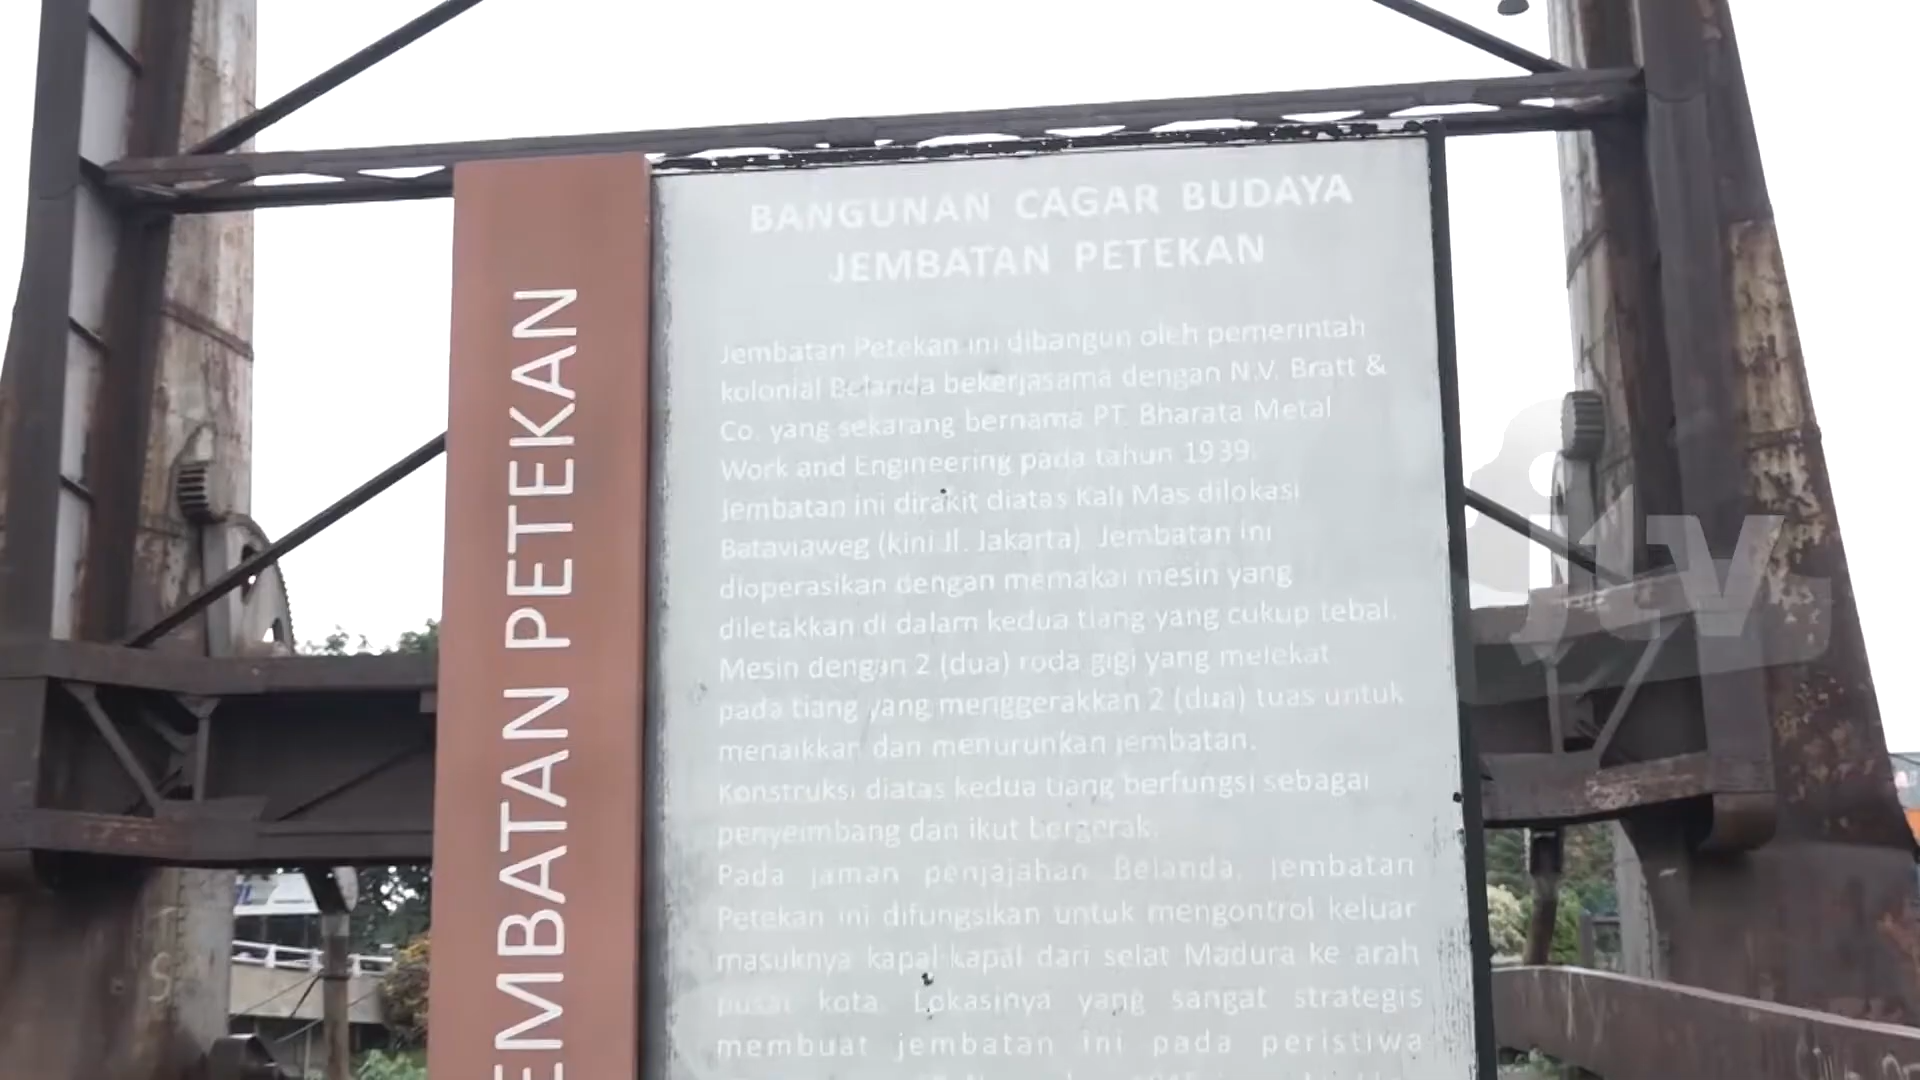 JEMBATAN PETEKAN
BANGUNAN CAGAR BUDAYA
JEMBATAN PETEKAN
Jembatan Petekan ini dibangun oleh pemerintah
kolonial Belanda bekerjasama dengan N.V. Bratt &
Co. yang sekarang bernama PT. Bharata Metal
Work and Engineering pada tahun 1939.
Jembatan ini dirakit diatas Kali Mas dilokasi
Bataviaweg (kini Jl. Jakarta). Jembatan ini
dioperasikan dengan memakai mesin yang
diletakkan di dalam kedua tiang yang cukup tebal.
Mesin dengan 2 (dua) roda gigi yang melekat
pada tiang yang menggerakkan 2 (dua) tuas untuk
menaikkan dan menurunkan jembatan.
Konstruksi diatas kedua tiang berfungsi sebagai
penyeimbang dan ikut bergerak.
Pada jaman penjajahan Belanda, Jembatan
Petekan ini difungsikan untuk mengontrol keluar
masuknya kapal-kapal dari selat Madura ke arah
pusat kota. Lokasinya yang sangat strategis
membuat jembatan ini pada peristiwa
jtv